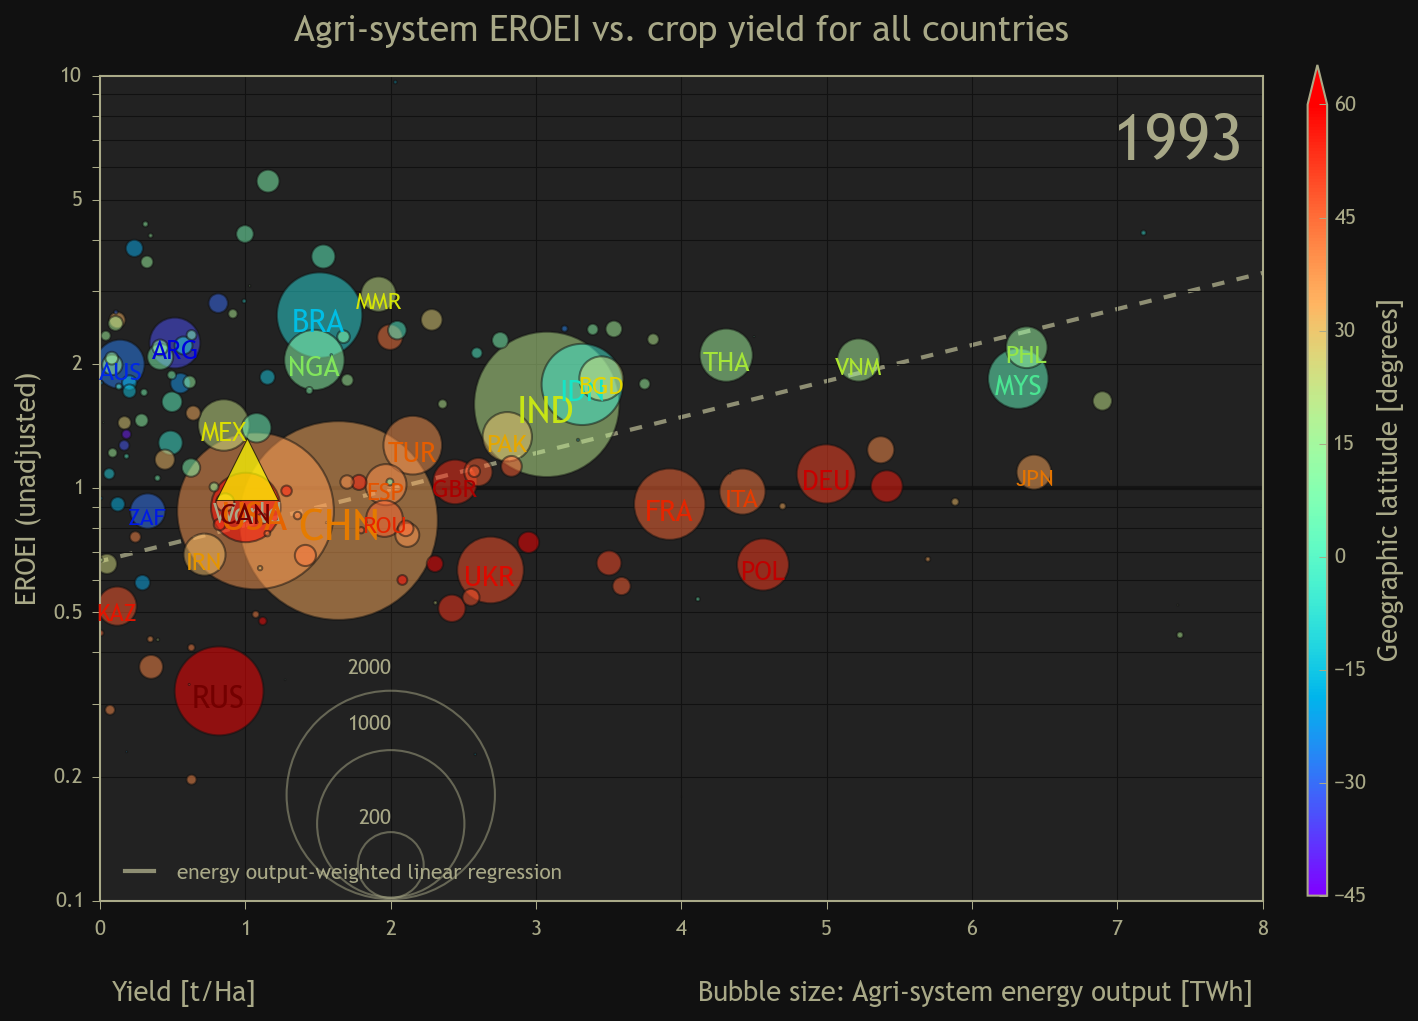 Agri-system EROEI vs. crop yield for all countries
1993
EROEI (unadjusted)
10
5
2
1
0.5
0.2
0.1
0
1
2
3
4
5
6
7
8
Yield [t/Ha]
Bubble size: Agri-system energy output [TWh]
Geographic latitude [degrees]
60
45
30
15
0
−15
−30
−45
MMR
BRA
ARG
AUS
NGA
THA
VNM
PHL
MYS
BGD
IND
MEX
PAK
TUR
ESP
GBR
DEU
JPN
ITA
FRA
CAN
CHN
ROU
ZAF
IRN
UKR
POL
KAZ
RUS
2000
1000
200
energy output-weighted linear regression